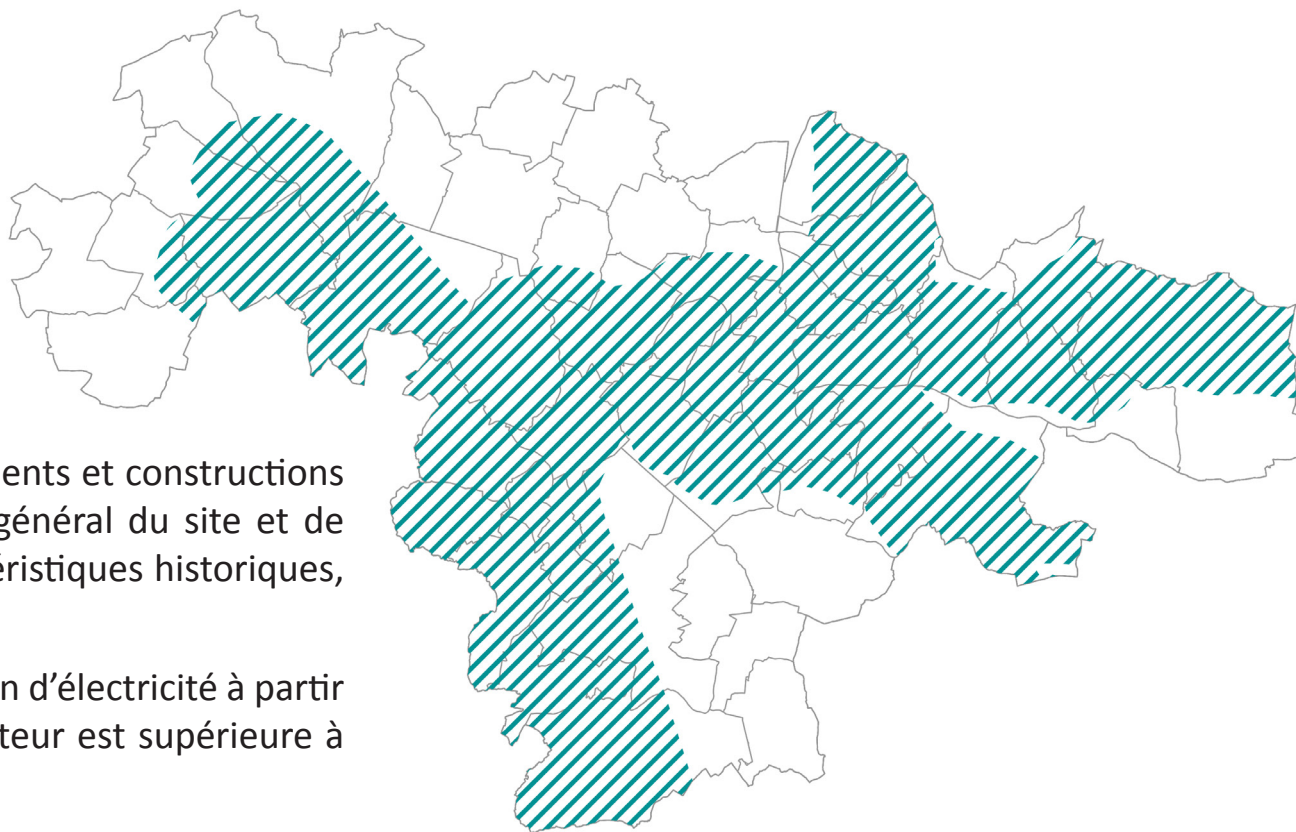 ents et constructions
général du site et de
éristiques historiques,
n d’électricité à partir
teur est supérieure à